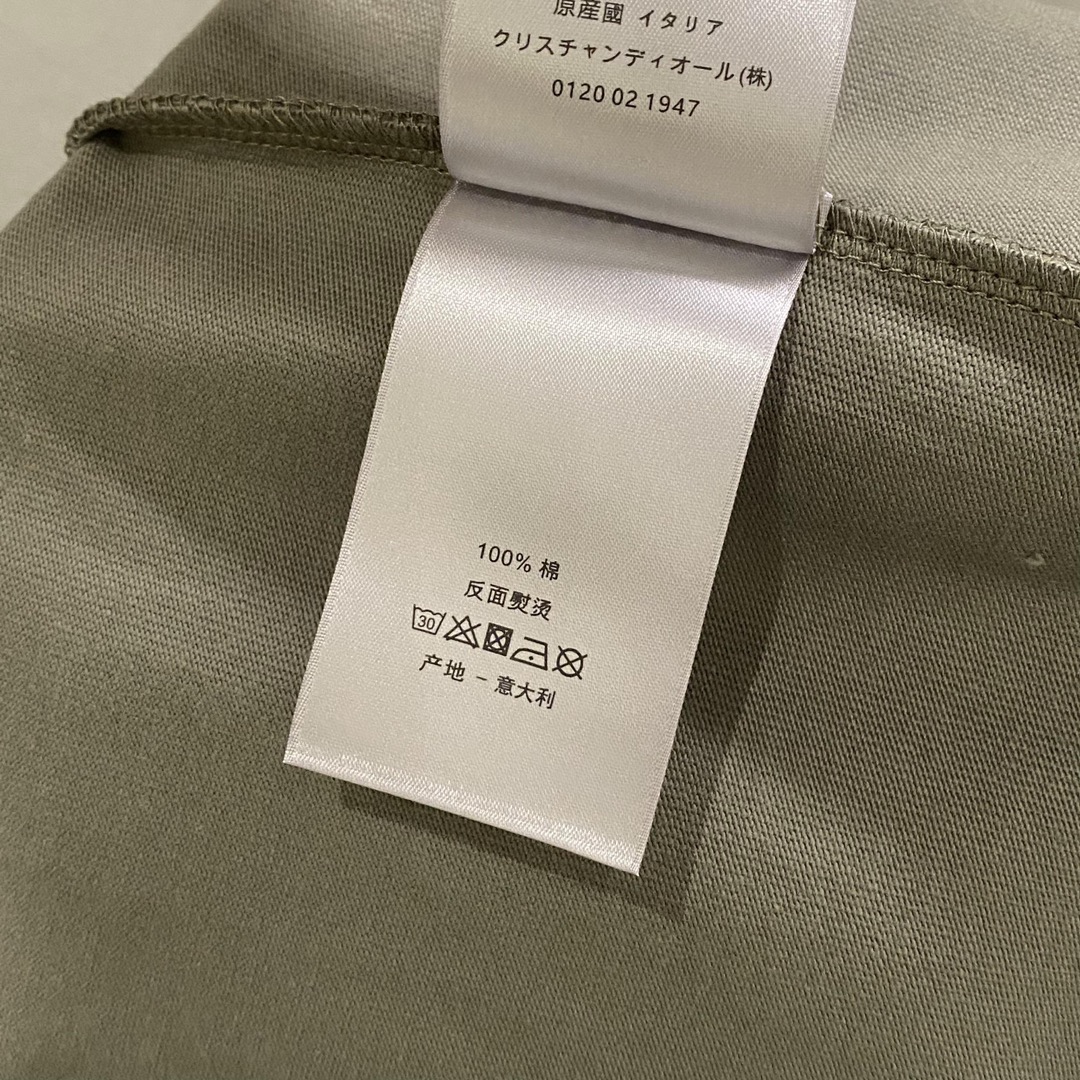 原産國 イタリア
クリスチャンディオール(株)
0120 02 1947
100% 棉
反面熨烫
30
产地 - 意大利